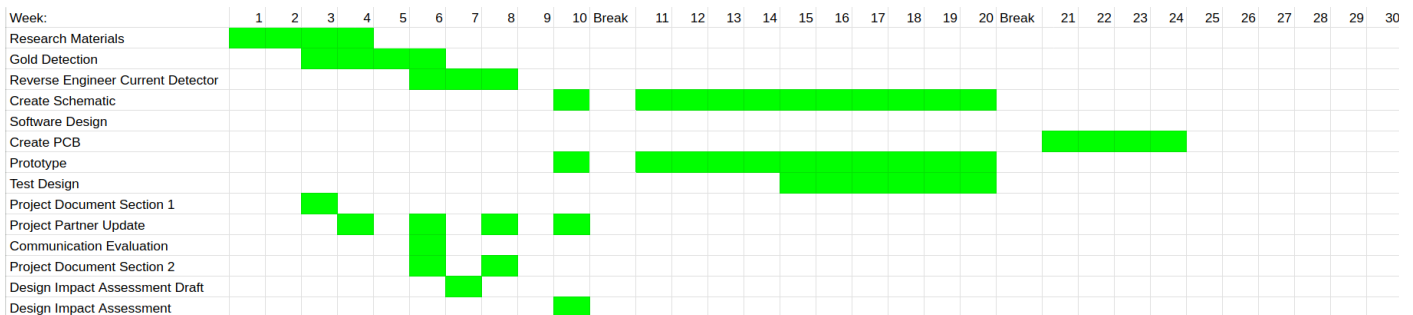 Week: 1 2 3 4 5 6 7 8 9 10 Break 11 12 13 14 15 16 17 18 19 20 Break 21 22 23 24 25 26 27 28 29 30
Research Materials
Gold Detection
Reverse Engineer Current Detector
Create Schematic
Software Design
Create PCB
Prototype
Test Design
Project Document Section 1
Project Partner Update
Communication Evaluation
Project Document Section 2
Design Impact Assessment Draft
Design Impact Assessment